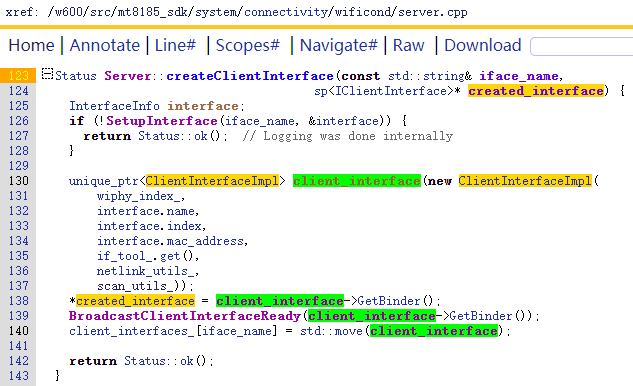 xref: /w600/src/mt8185_sdk/system/connectivity/wificond/server.cpp
Home | Annotate | Line# | Scopes# | Navigate# | Raw | Download
123 Status Server::createClientInterface(const std::string& iface_name,
124 sp<IClientInterface>* created_interface) {
125 InterfaceInfo interface;
126 if (!SetupInterface(iface_name, &interface)) {
127 return Status::ok(); // Logging was done internally
128 }
129
130 unique_ptr<ClientInterfaceImpl> client_interface(new ClientInterfaceImpl(
131 wiphy_index_,
132 interface.name,
133 interface.index,
134 interface.mac_address,
135 if_tool_.get(),
136 netlink_utils_,
137 scan_utils_));
138 *created_interface = client_interface->GetBinder();
139 BroadcastClientInterfaceReady(client_interface->GetBinder());
140 client_interfaces_[iface_name] = std::move(client_interface);
141
142 return Status::ok();
143 }